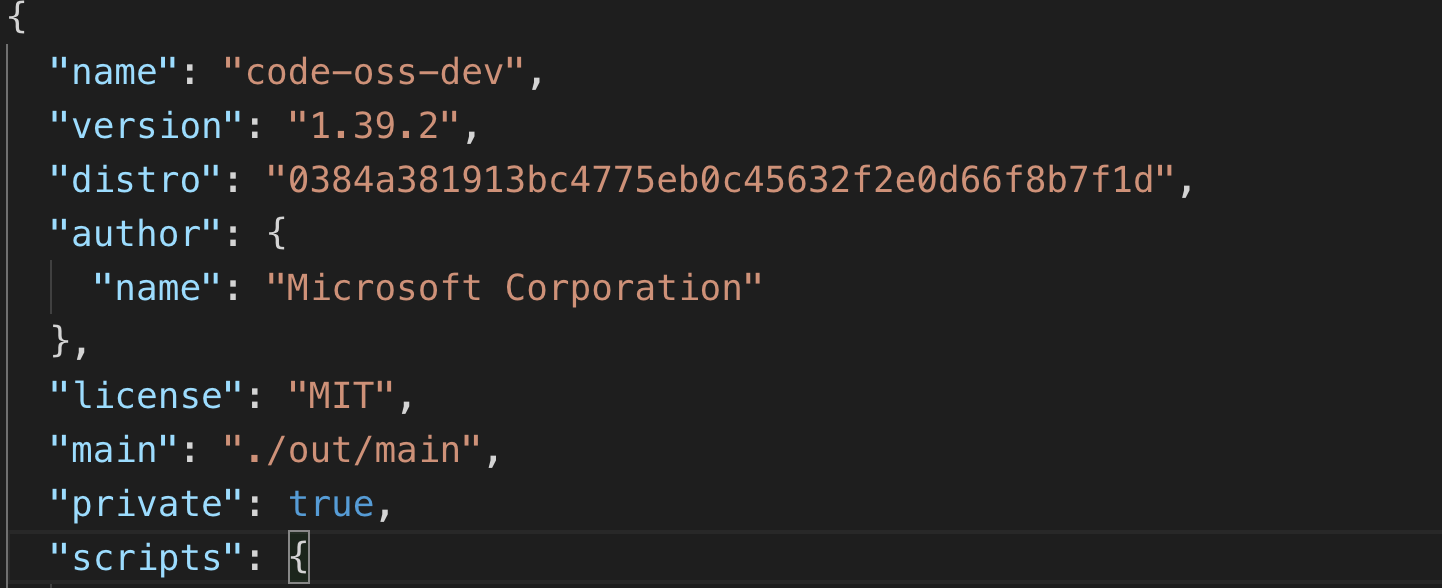 {
"name": "code-oss-dev",
"version": "1.39.2",
"distro": "0384a381913bc4775eb0c45632f2e0d66f8b7f1d",
"author": {
"name": "Microsoft Corporation"
},
"license": "MIT",
"main": "./out/main",
"private": true,
"scripts": {